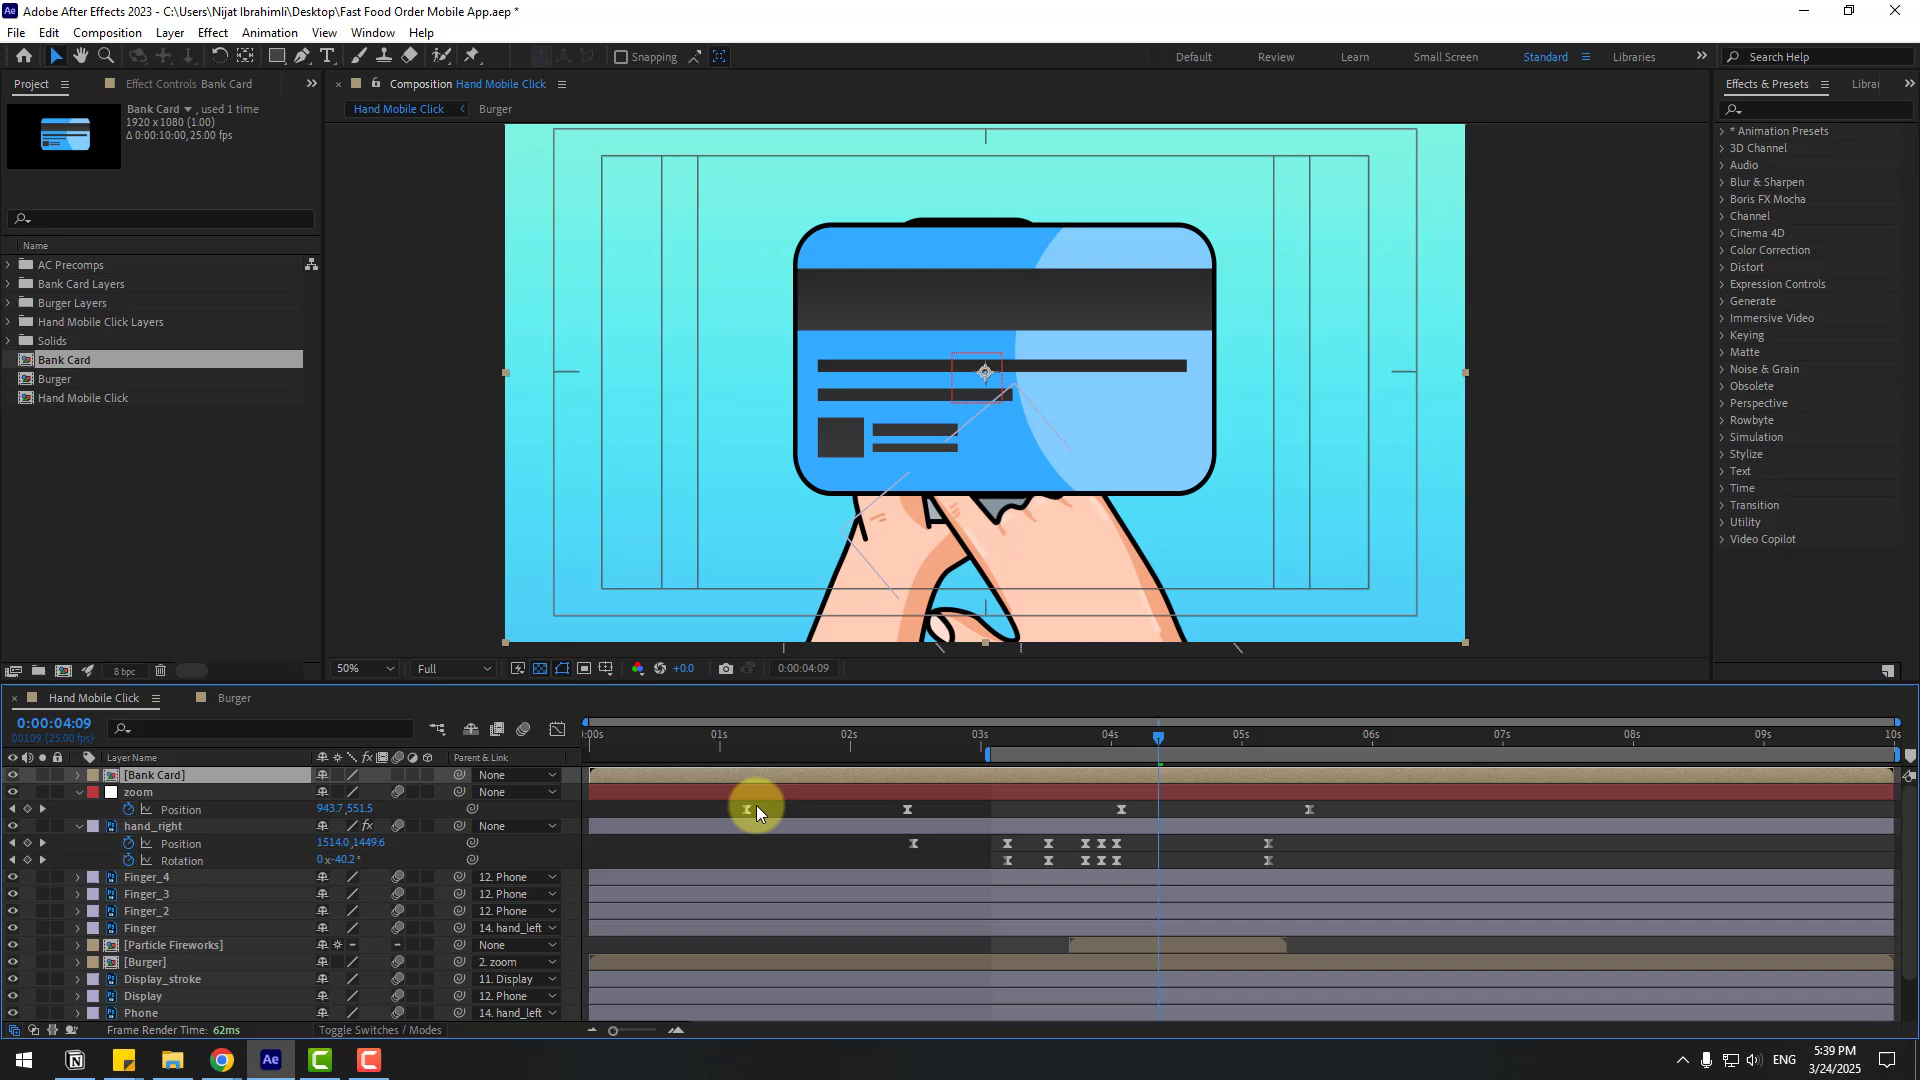 Adobe After Effects 2023 - C:\Users\Nijat Ibrahimli\Desktop\Fast Food Order Mobile App.aep *
File Edit Composition Layer Effect Animation View Window Help
Snapping Default Review Learn Small Screen Standard Libraries Search Help
Project Effect Controls Bank Card Composition Hand Mobile Click Effects & Presets Librar
Bank Card , used 1 time
1920 x 1080 (1.00)
Δ 0:00:10:00, 25.00 fps
Hand Mobile Click Burger
* Animation Presets
3D Channel
Audio
Blur & Sharpen
Boris FX Mocha
Channel
Cinema 4D
Color Correction
Distort
Expression Controls
Generate
Immersive Video
Keying
Matte
Noise & Grain
Obsolete
Perspective
Rowbyte
Simulation
Stylize
Text
Time
Transition
Utility
Video Copilot
Name
AC Precomps
Bank Card Layers
Burger Layers
Hand Mobile Click Layers
Solids
Bank Card
Burger
Hand Mobile Click
8 bpc
50% Full +0.0 0:00:04:09
Hand Mobile Click Burger
0:00:04:09
00109 (25.00 fps)
:00s 01s 02s 03s 04s 05s 06s 07s 08s 09s 10s
Layer Name fx Parent & Link
[Bank Card] None
zoom None
Position 943.7,551.5
hand_right fx None
Position 1514.0,1449.6
Rotation 0x-40.2°
Finger_4 12. Phone
Finger_3 12. Phone
Finger_2 12. Phone
Finger 14. hand_left
[Particle Fireworks] None
[Burger] 2. zoom
Display_stroke 11. Display
Display 12. Phone
Phone 14. hand_left
Frame Render Time: 62ms Toggle Switches / Modes
ENG 5:39 PM
3/24/2025